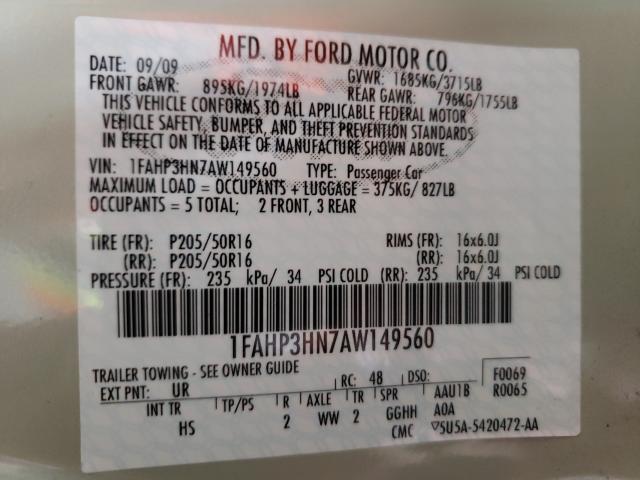 MFD. BY FORD MOTOR CO.
DATE: 09/09 GVWR: 1685KG/3715LB
FRONT GAWR: 895KG/1974LB REAR GAWR: 796KG/1755LB
THIS VEHICLE CONFORMS TO ALL APPLICABLE FEDERAL MOTOR
VEHICLE SAFETY, BUMPER, AND THEFT PREVENTION STANDARDS
IN EFFECT ON THE DATE OF MANUFACTURE SHOWN ABOVE.
VIN: 1FAHP3HN7AW149560 TYPE: Passenger Car
MAXIMUM LOAD = OCCUPANTS + LUGGAGE = 375KG/ 827LB
OCCUPANTS = 5 TOTAL; 2 FRONT, 3 REAR
TIRE (FR): P205/50R16 RIMS (FR): 16x6.0J
(RR): P205/50R16 (RR): 16x6.0J
PRESSURE (FR): 235 kPa/ 34 PSI COLD (RR): 235 kPa/ 34 PSI COLD
1FAHP3HN7AW149560
TRAILER TOWING - SEE OWNER GUIDE
EXT PNT: UR RC: 48 DSO: F0069
INT TR TP/PS R AXLE TR SPR AAU1B R0065
HS 2 WW 2 GGHH A0A
CMC ▽5U5A-5420472-AA